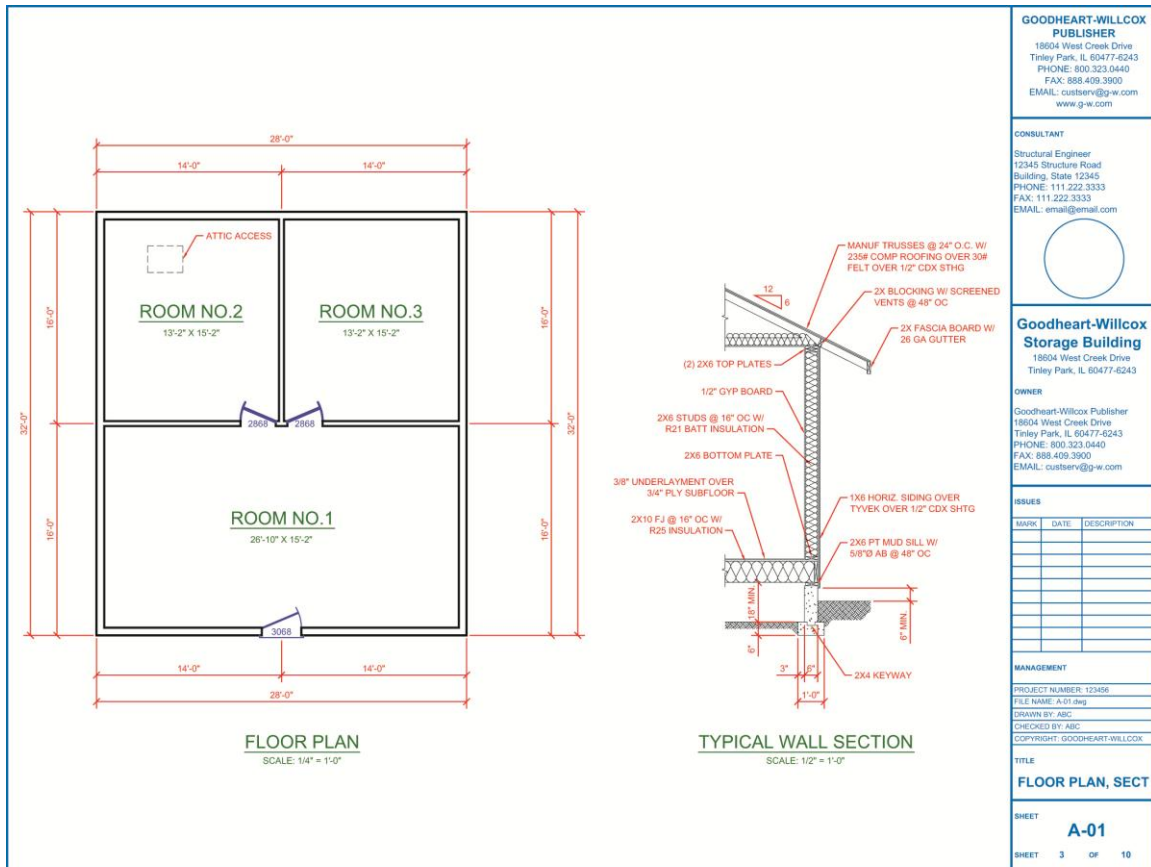 28'-0"
14'-0"
14'-0"
32'-0"
16'-0"
16'-0"
ATTIC ACCESS
ROOM NO.2
13'-2" X 15'-2"
ROOM NO.3
13'-2" X 15'-2"
2868
2868
16'-0"
32'-0"
16'-0"
ROOM NO.1
26'-10" X 15'-2"
3068
14'-0"
14'-0"
28'-0"
FLOOR PLAN
SCALE: 1/4" = 1'-0"
12
6
MANUF TRUSSES @ 24" O.C. W/
235# COMP ROOFING OVER 30#
FELT OVER 1/2" CDX STHG
2X BLOCKING W/ SCREENED
VENTS @ 48" OC
2X FASCIA BOARD W/
26 GA GUTTER
(2) 2X6 TOP PLATES
1/2" GYP BOARD
2X6 STUDS @ 16" OC W/
R21 BATT INSULATION
2X6 BOTTOM PLATE
3/8" UNDERLAYMENT OVER
3/4" PLY SUBFLOOR
2X10 FJ @ 16" OC W/
R25 INSULATION
1X6 HORIZ. SIDING OVER
TYVEK OVER 1/2" CDX SHTG
2X6 PT MUD SILL W/
5/8"Ø AB @ 48" OC
18" MIN.
6"
6" MIN.
3"
6"
1'-0"
2X4 KEYWAY
TYPICAL WALL SECTION
SCALE: 1/2" = 1'-0"
GOODHEART-WILLCOX
PUBLISHER
18604 West Creek Drive
Tinley Park, IL 60477-6243
PHONE: 800.323.0440
FAX: 888.409.3900
EMAIL: custserv@g-w.com
www.g-w.com
CONSULTANT
Structural Engineer
12345 Structure Road
Building, State 12345
PHONE: 111.222.3333
FAX: 111.222.3333
EMAIL: email@email.com
Goodheart-Willcox
Storage Building
18604 West Creek Drive
Tinley Park, IL 60477-6243
OWNER
Goodheart-Willcox Publisher
18604 West Creek Drive
Tinley Park, IL 60477-6243
PHONE: 800.323.0440
FAX: 888.409.3900
EMAIL: custserv@g-w.com
ISSUES
MARK DATE DESCRIPTION
MANAGEMENT
PROJECT NUMBER: 123456
FILE NAME: A-01.dwg
DRAWN BY: ABC
CHECKED BY: ABC
COPYRIGHT: GOODHEART-WILLCOX
TITLE
FLOOR PLAN, SECT
SHEET
A-01
SHEET 3 OF 10